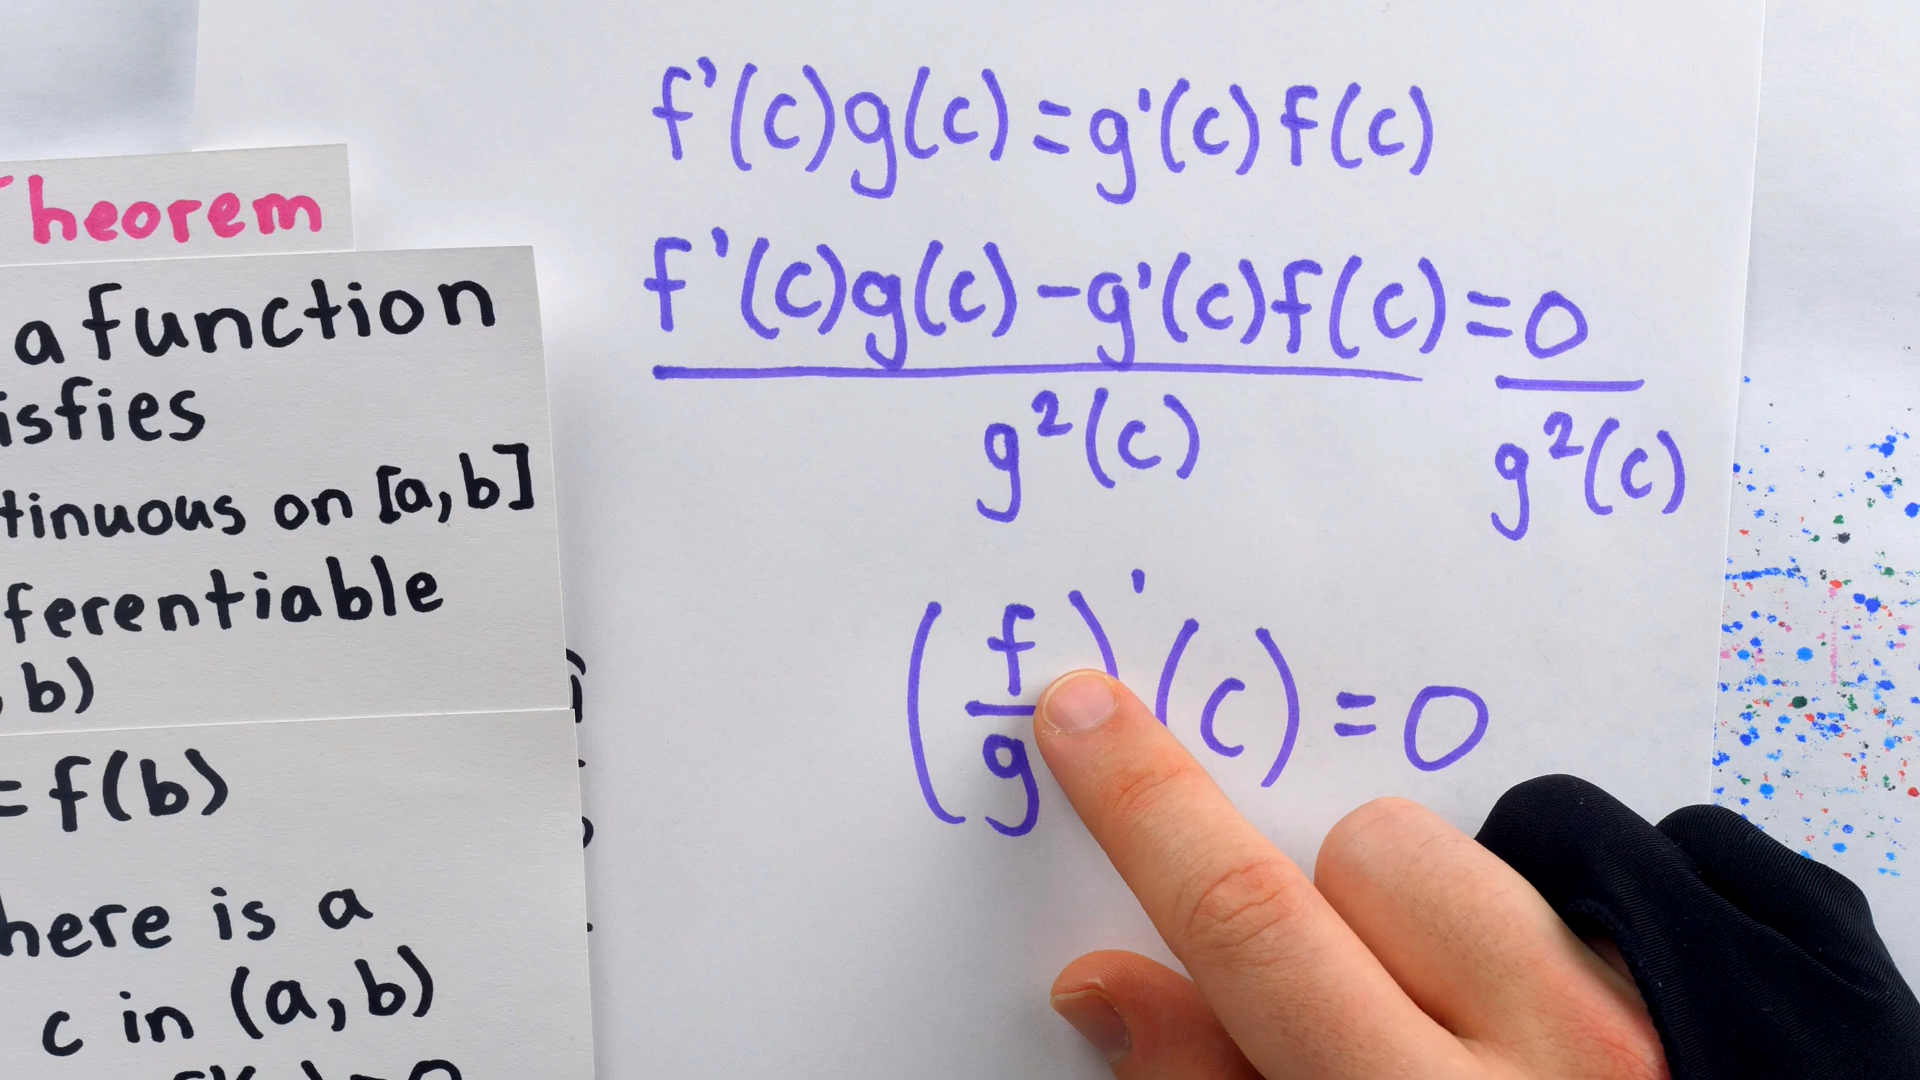 Theorem
a function
isfies
tinuous on [a,b]
ferentiable
, b)
= f(b)
here is a
c in (a,b)
f'(c)g(c)=g'(c)f(c)
f'(c)g(c)-g'(c)f(c)=0
g²(c) g²(c)
(f/g)'(c)=0